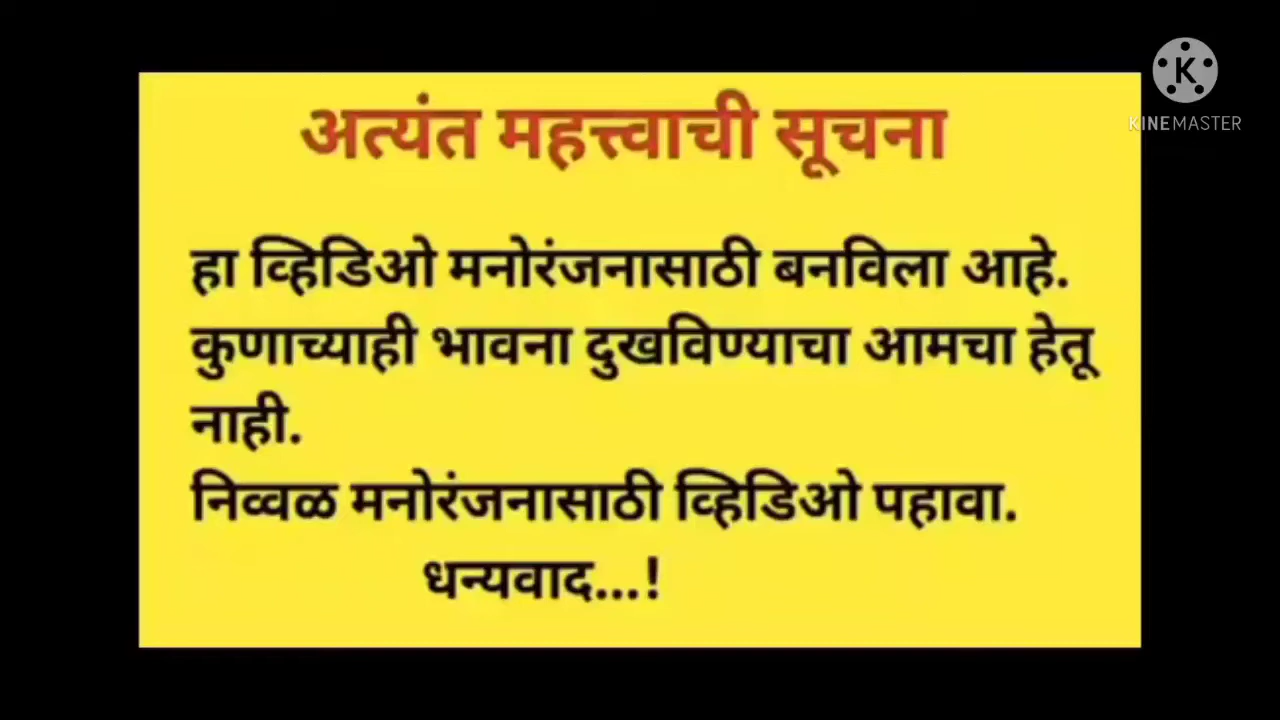 अत्यंत महत्त्वाची सूचना
K
KINEMASTER
हा व्हिडिओ मनोरंजनासाठी बनविला आहे.
कुणाच्याही भावना दुखविण्याचा आमचा हेतू
नाही.
निव्वळ मनोरंजनासाठी व्हिडिओ पहावा.
धन्यवाद...!